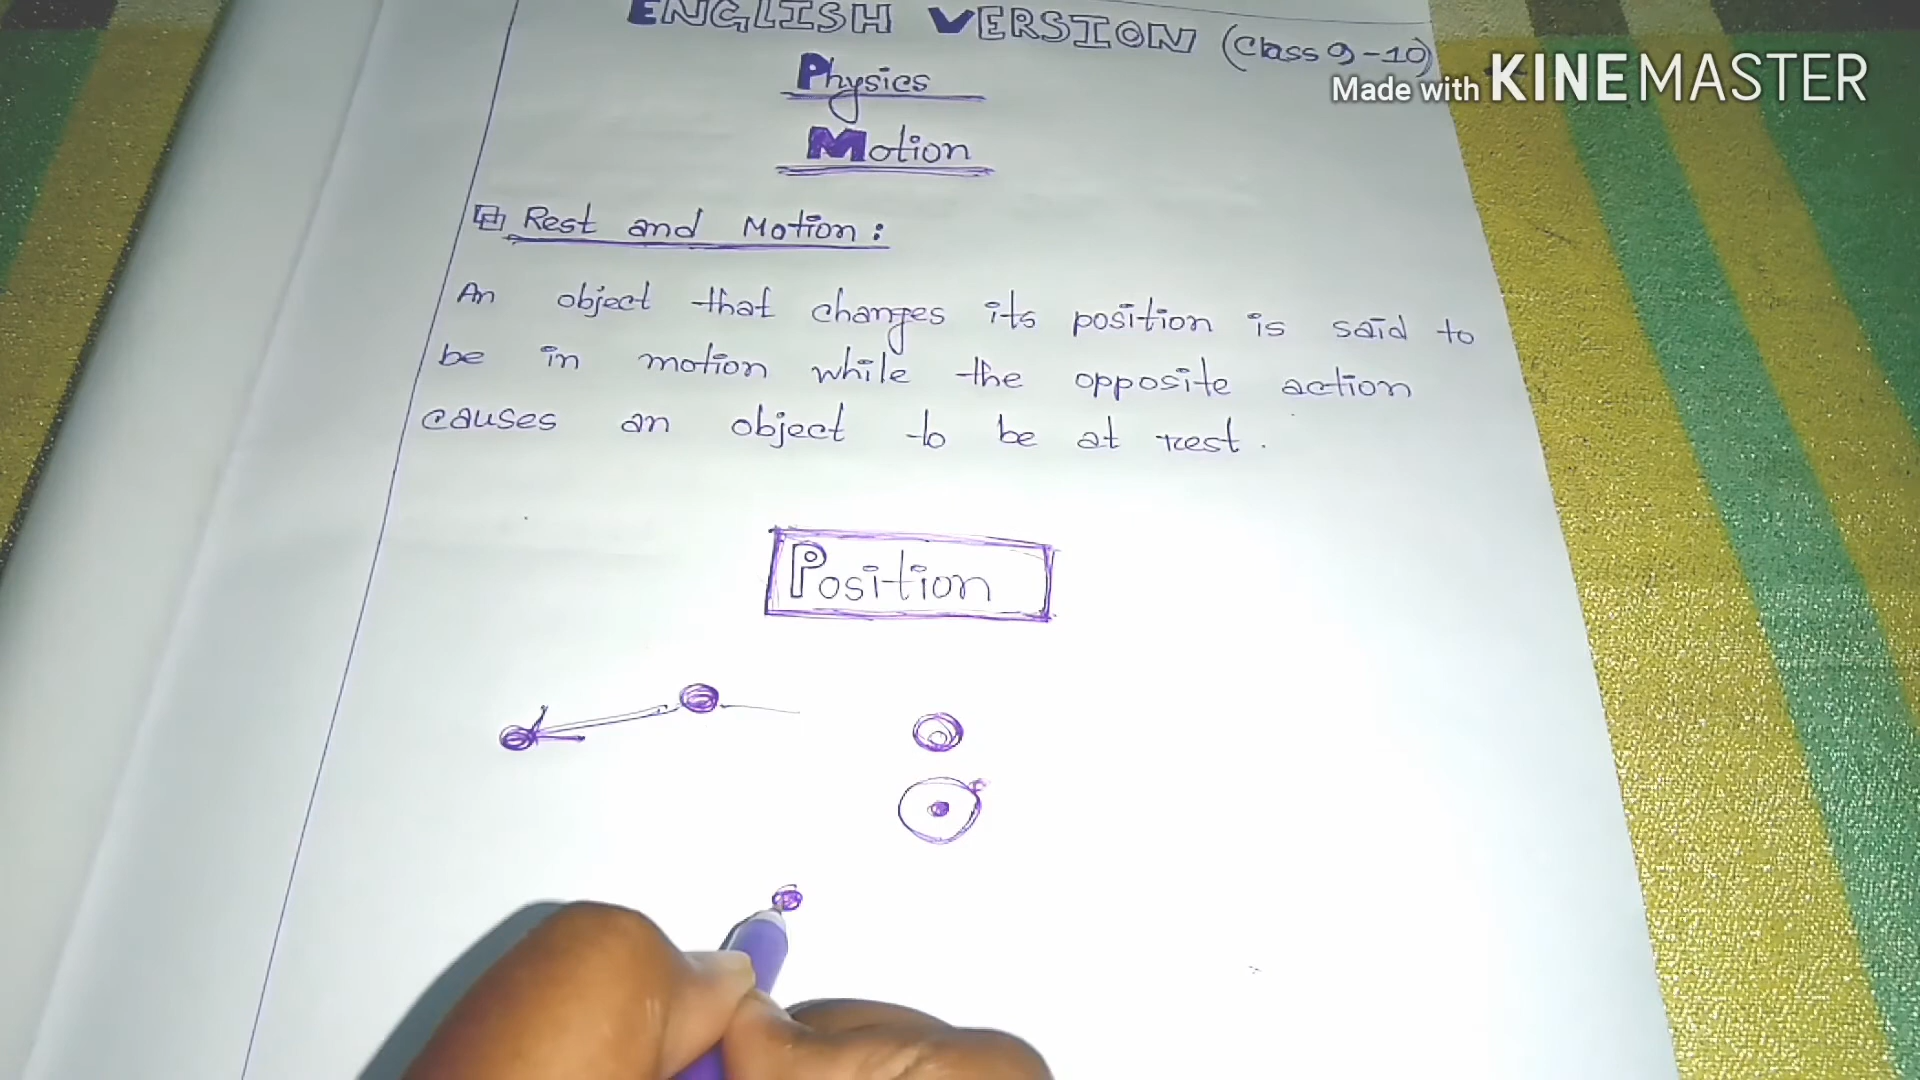 ENGLISH VERSION (Class 9-10)
Made with KINEMASTER
Physics
Motion
Rest and Motion:
An object that changes its position is said to
be in motion while the opposite action
causes an object to be at rest.
Position